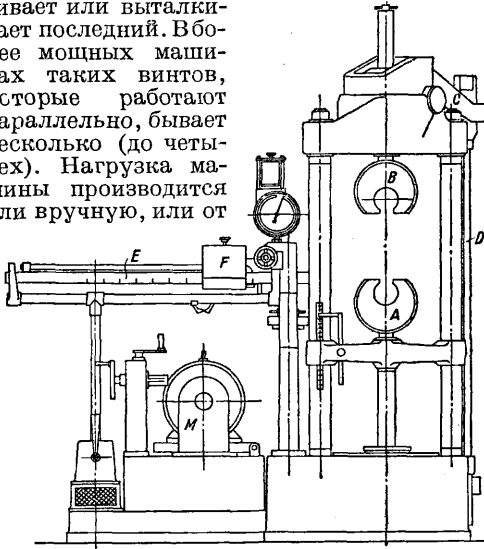 ивает или выталки-
ает последний. В бо-
ее мощных маши-
ах таких винтов,
оторые работают
араллельно, бывает
есколько (до четы-
ех). Нагрузка ма-
ины производится
ли вручную, или от
C
B
D
E
F
A
M